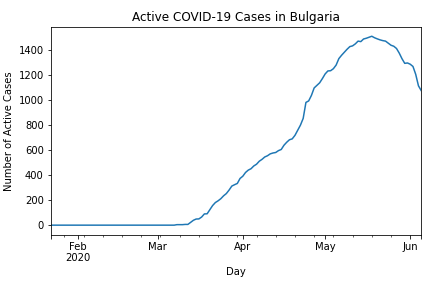 Active COVID-19 Cases in Bulgaria
Number of Active Cases
1400
1200
1000
800
600
400
200
0
Feb
2020
Mar
Apr
May
Jun
Day